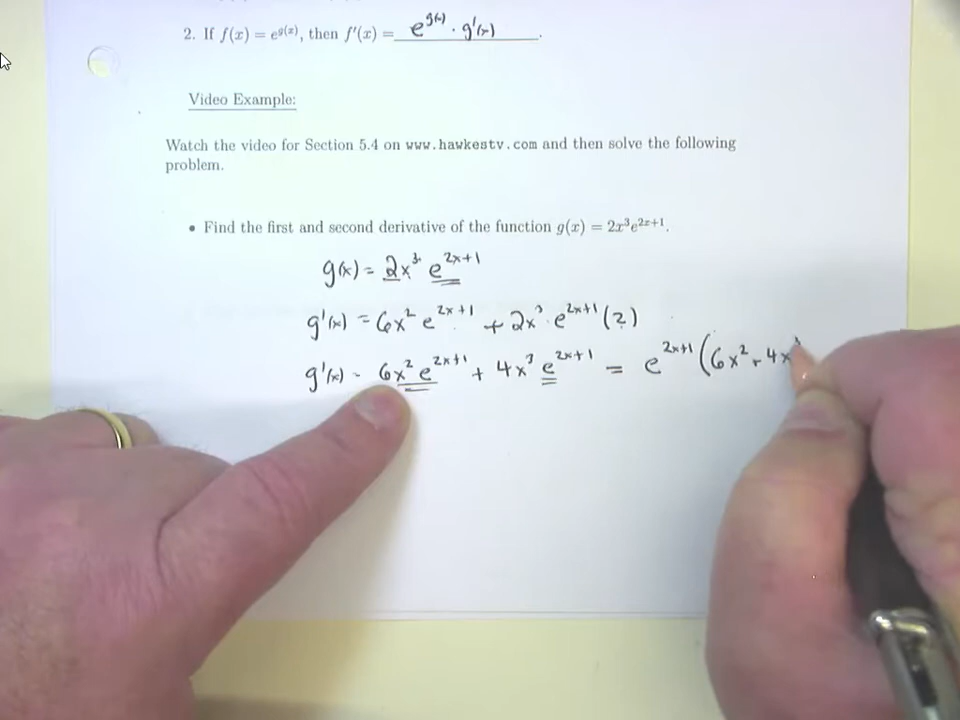 2. If f(x) = e^{g(x)}, then f'(x) = e^{g(x)} · g'(x).
Video Example:
Watch the video for Section 5.4 on www.hawkestv.com and then solve the following
problem.
• Find the first and second derivative of the function g(x) = 2x³e^{2x+1}.
g(x) = 2x³ e^{2x+1}
g'(x) = 6x² e^{2x+1} + 2x³ · e^{2x+1} (2)
g'(x) = 6x² e^{2x+1} + 4x³ e^{2x+1} = e^{2x+1} (6x² + 4x³